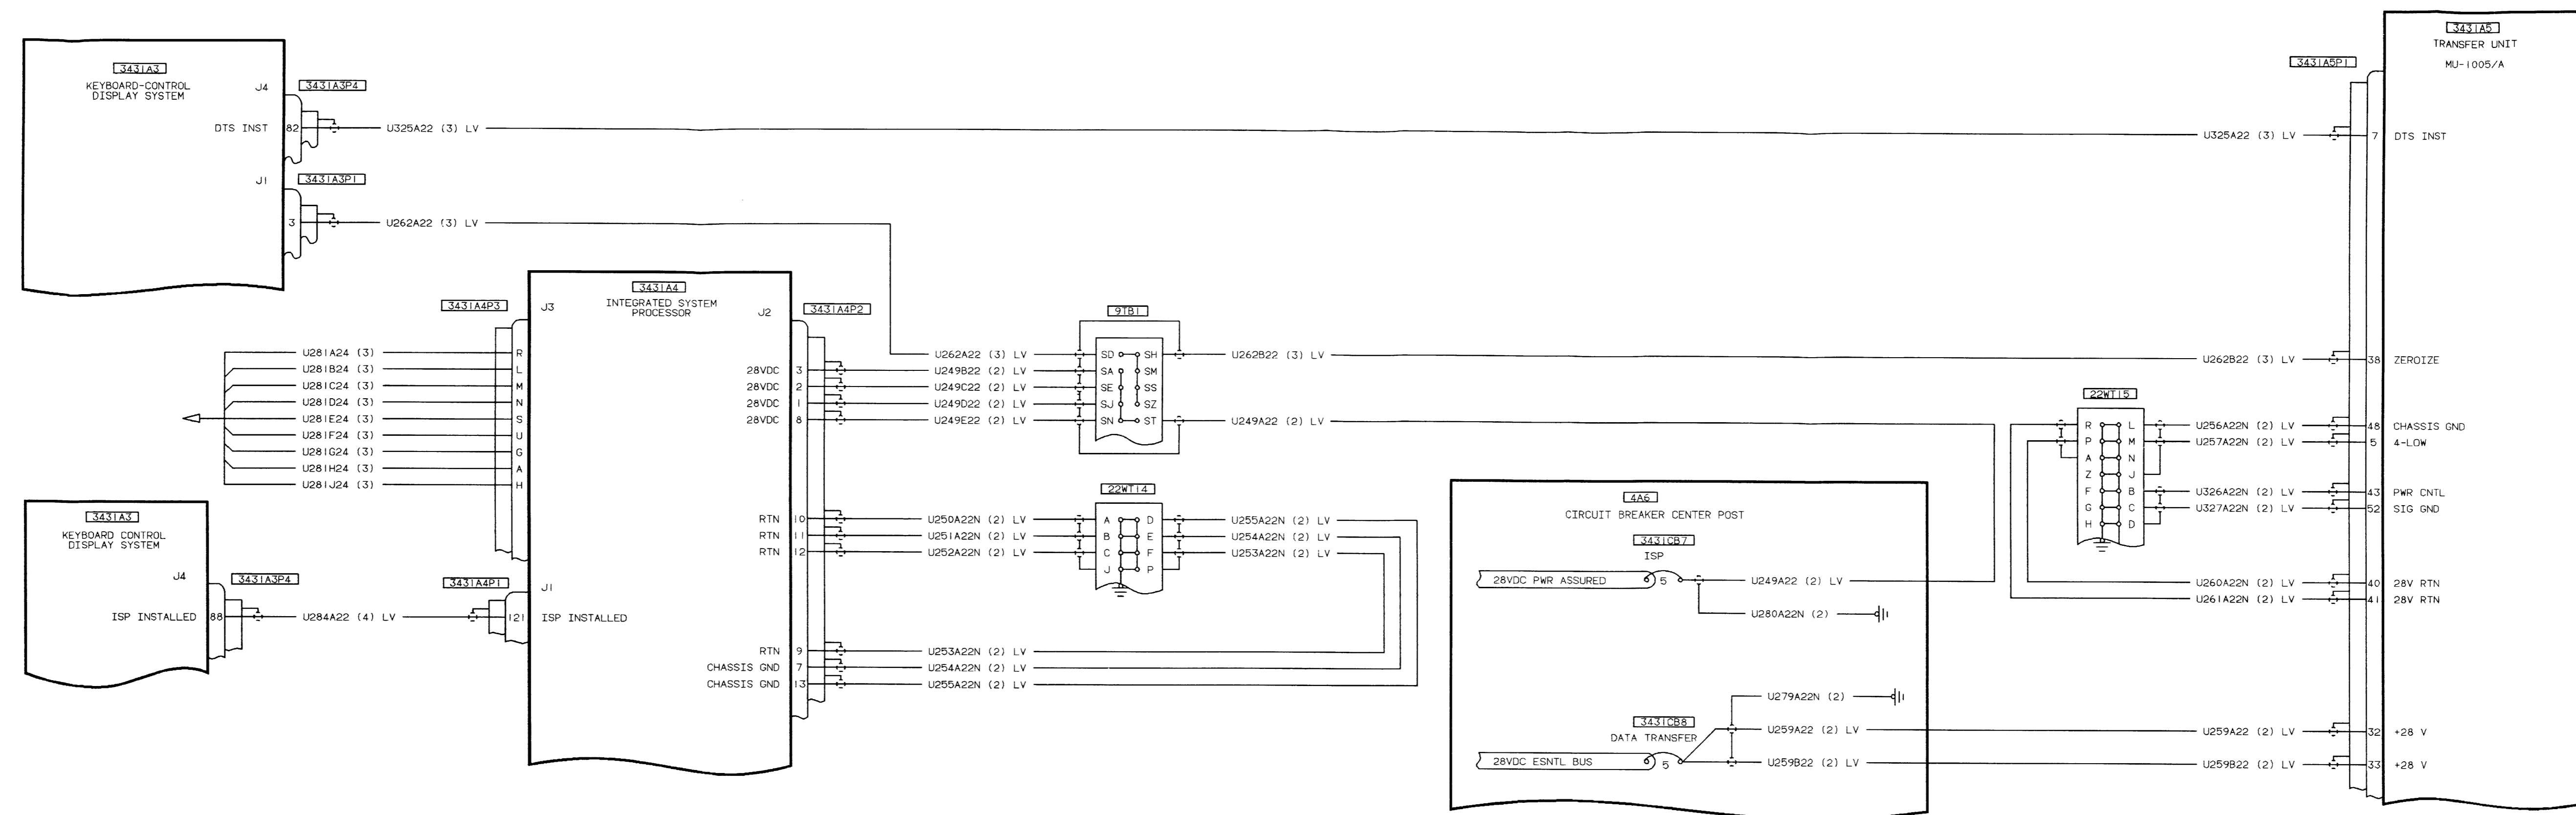 3431A3
KEYBOARD-CONTROL
DISPLAY SYSTEM
J4
3431A3P4
DTS INST
82
U325A22 (3) LV
J1
3431A3P1
3
U262A22 (3) LV
3431A4P3
J3
3431A4
INTEGRATED SYSTEM
PROCESSOR
J2
3431A4P2
U281A24 (3)
R
U281B24 (3)
L
U281C24 (3)
M
U281D24 (3)
N
U281E24 (3)
S
U281F24 (3)
U
U281G24 (3)
G
U281H24 (3)
A
U281J24 (3)
H
28VDC 3
28VDC 2
28VDC 1
28VDC 8
U262A22 (3) LV
U249B22 (2) LV
U249C22 (2) LV
U249D22 (2) LV
U249E22 (2) LV
9TB1
SD SH
SA SM
SE SS
SJ SZ
SN ST
U262B22 (3) LV
U249A22 (2) LV
RTN 10
RTN 11
RTN 12
U250A22N (2) LV
U251A22N (2) LV
U252A22N (2) LV
22WT14
A D
B E
C F
J P
U255A22N (2) LV
U254A22N (2) LV
U253A22N (2) LV
3431A3
KEYBOARD CONTROL
DISPLAY SYSTEM
J4
3431A3P4
ISP INSTALLED
88
U284A22 (4) LV
3431A4P1
J1
121
ISP INSTALLED
RTN 9
CHASSIS GND 7
CHASSIS GND 13
U253A22N (2) LV
U254A22N (2) LV
U255A22N (2) LV
4A6
CIRCUIT BREAKER CENTER POST
3431CB7
ISP
28VDC PWR ASSURED
5
U249A22 (2) LV
U280A22N (2)
U279A22N (2)
3431CB8
DATA TRANSFER
28VDC ESNTL BUS
5
U259A22 (2) LV
U259B22 (2) LV
3431A5P1
3431A5
TRANSFER UNIT
MU-1005/A
U325A22 (3) LV
7 DTS INST
U262B22 (3) LV
38 ZEROIZE
22WT15
R L
P M
A N
Z J
F B
G C
H D
U256A22N (2) LV
48 CHASSIS GND
U257A22N (2) LV
5 4-LOW
U326A22N (2) LV
43 PWR CNTL
U327A22N (2) LV
52 SIG GND
U260A22N (2) LV
40 28V RTN
U261A22N (2) LV
41 28V RTN
U259A22 (2) LV
32 +28 V
U259B22 (2) LV
33 +28 V